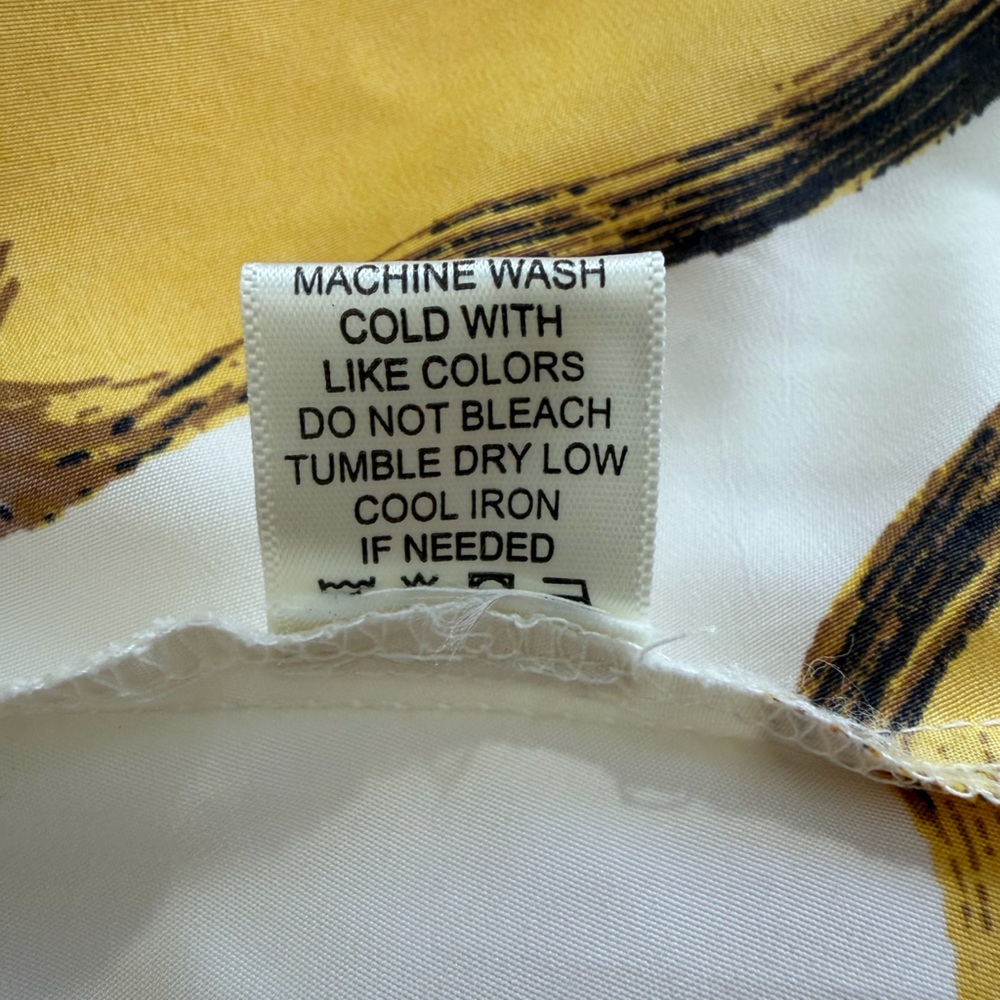 MACHINE WASH
COLD WITH
LIKE COLORS
DO NOT BLEACH
TUMBLE DRY LOW
COOL IRON
IF NEEDED